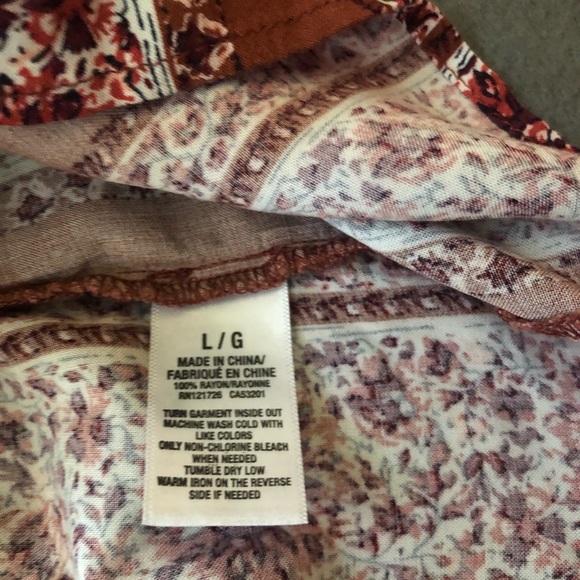 L / G
MADE IN CHINA/
FABRIQUÉ EN CHINE
100% RAYON/RAYONNE
RN121726 CA53201
TURN GARMENT INSIDE OUT
MACHINE WASH COLD WITH
LIKE COLORS
ONLY NON-CHLORINE BLEACH
WHEN NEEDED
TUMBLE DRY LOW
WARM IRON ON THE REVERSE
SIDE IF NEEDED